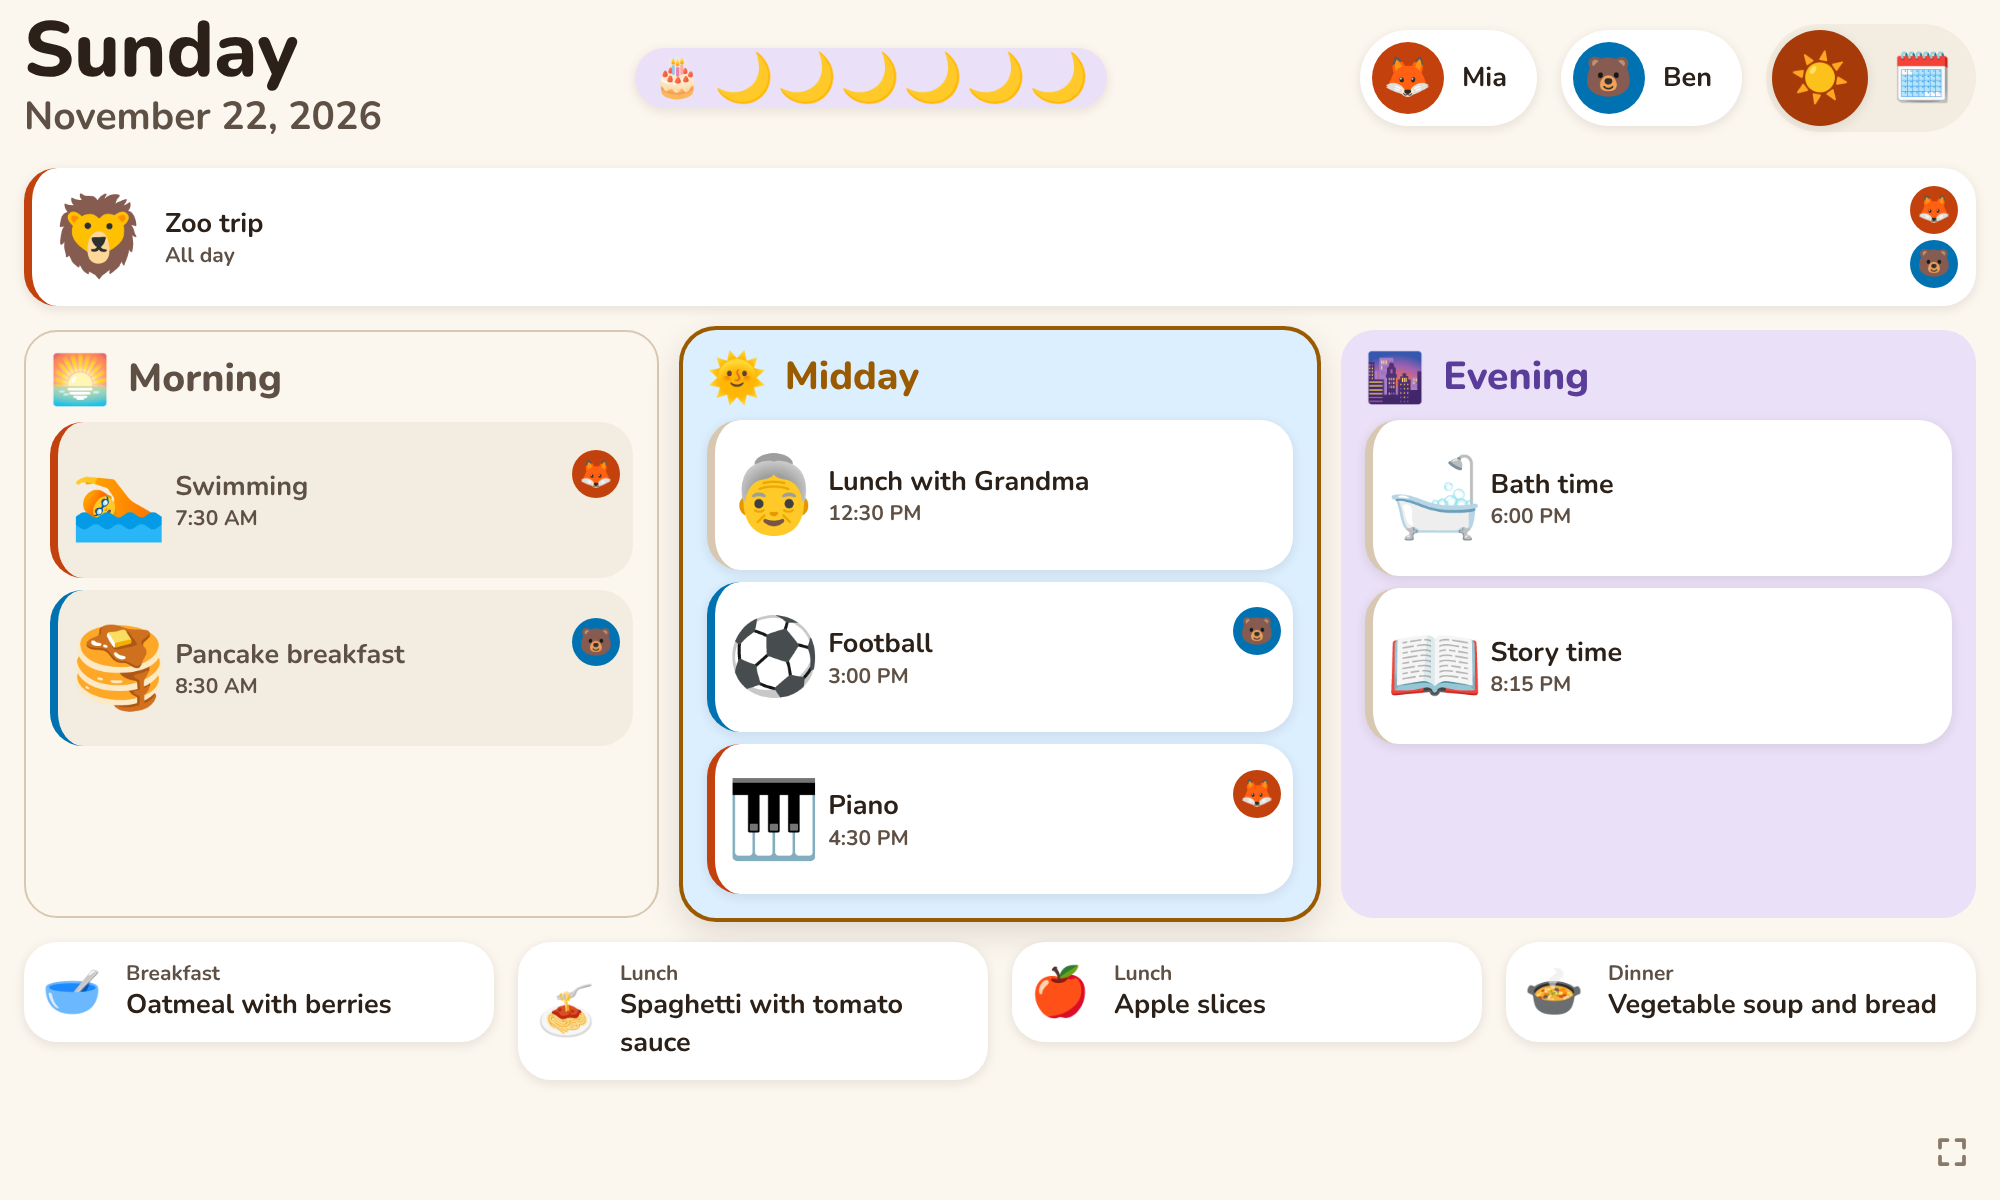 Sunday
November 22, 2026
Mia
Ben
Zoo trip
All day
Morning
Swimming
7:30 AM
Pancake breakfast
8:30 AM
Midday
Lunch with Grandma
12:30 PM
Football
3:00 PM
Piano
4:30 PM
Evening
Bath time
6:00 PM
Story time
8:15 PM
Breakfast
Oatmeal with berries
Lunch
Spaghetti with tomato
sauce
Lunch
Apple slices
Dinner
Vegetable soup and bread